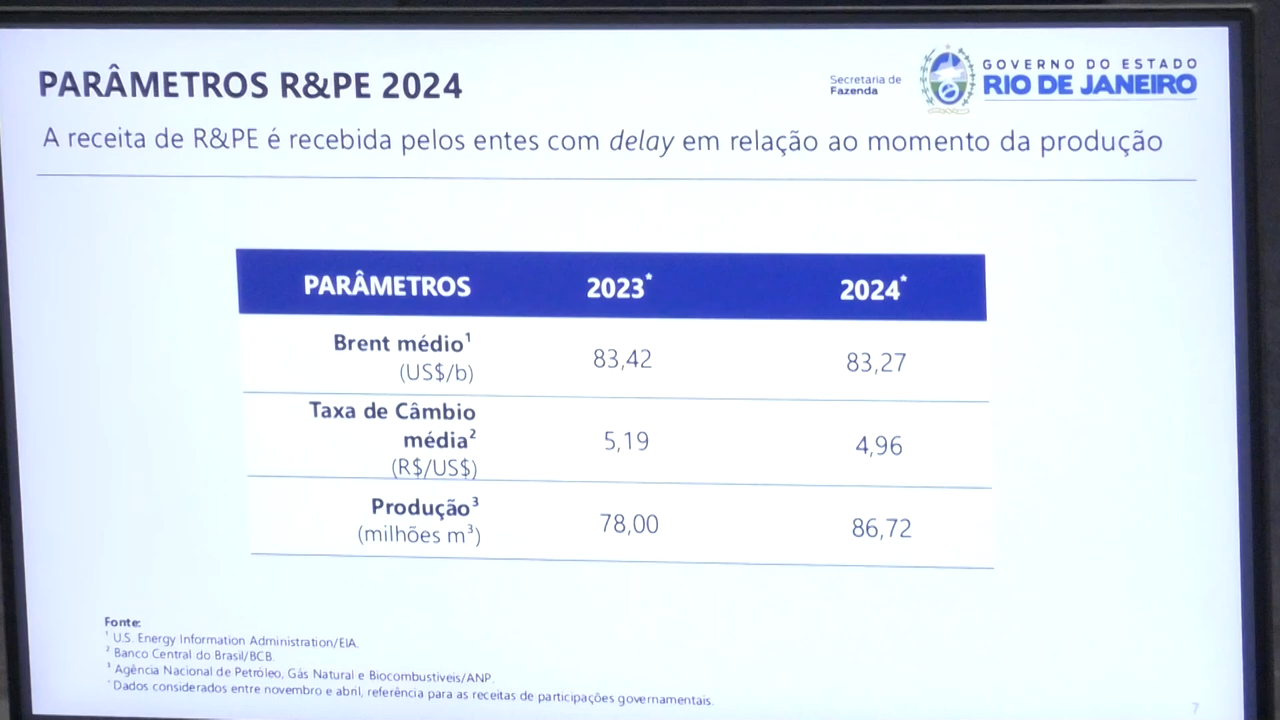 PARÂMETROS R&PE 2024
Secretaria de
Fazenda
GOVERNO DO ESTADO
RIO DE JANEIRO
A receita de R&PE é recebida pelos entes com delay em relação ao momento da produção
PARÂMETROS 2023* 2024*
Brent médio¹
(US$/b) 83,42 83,27
Taxa de Câmbio
média²
(R$/US$) 5,19 4,96
Produção³
(milhões m³) 78,00 86,72
Fonte:
¹ U.S. Energy Information Administration/EIA.
² Banco Central do Brasil/BCB.
³ Agência Nacional de Petróleo, Gás Natural e Biocombustíveis/ANP.
* Dados considerados entre novembro e abril, referência para as receitas de participações governamentais.
7